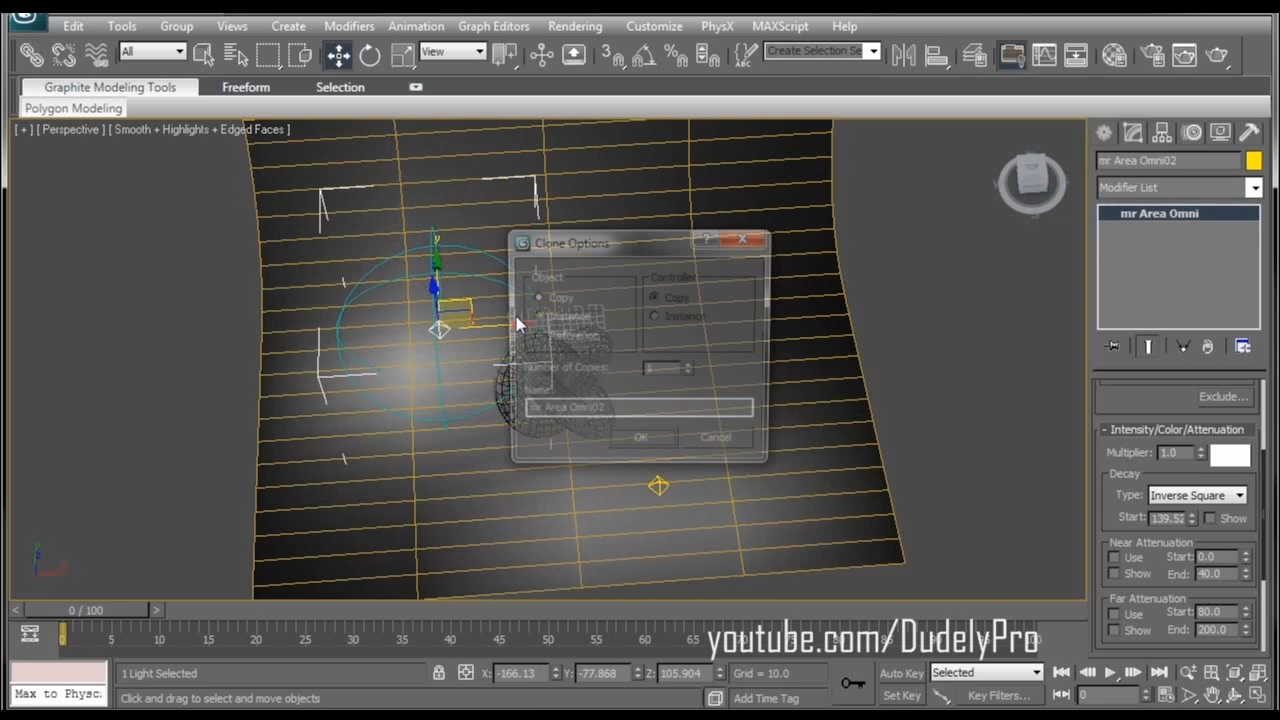 Edit Tools Group Views Create Modifiers Animation Graph Editors Rendering Customize PhysX MAXScript Help
All View Create Selection Se
Graphite Modeling Tools Freeform Selection
Polygon Modeling
[ + ] [ Perspective ] [ Smooth + Highlights + Edged Faces ]
mr Area Omni02
Modifier List
mr Area Omni
Clone Options
Object Controller
Copy Copy
Instance Instance
Reference
Number of Copies: 1
Name:
mr Area Omni02
OK Cancel
Exclude...
Intensity/Color/Attenuation
Multiplier: 1.0
Decay
Type: Inverse Square
Start: 139.52 Show
Near Attenuation
Use Start: 0.0
Show End: 40.0
Far Attenuation
Use Start: 80.0
Show End: 200.0
0 / 100
0 5 10 15 20 25 30 35 40 45 50 55 60 65 100
youtube.com/DudelyPro
1 Light Selected X: -166.13 Y: -77.868 Z: 105.904 Grid = 10.0 Auto Key Selected
Max to Physc: Click and drag to select and move objects Add Time Tag Set Key Key Filters... 0